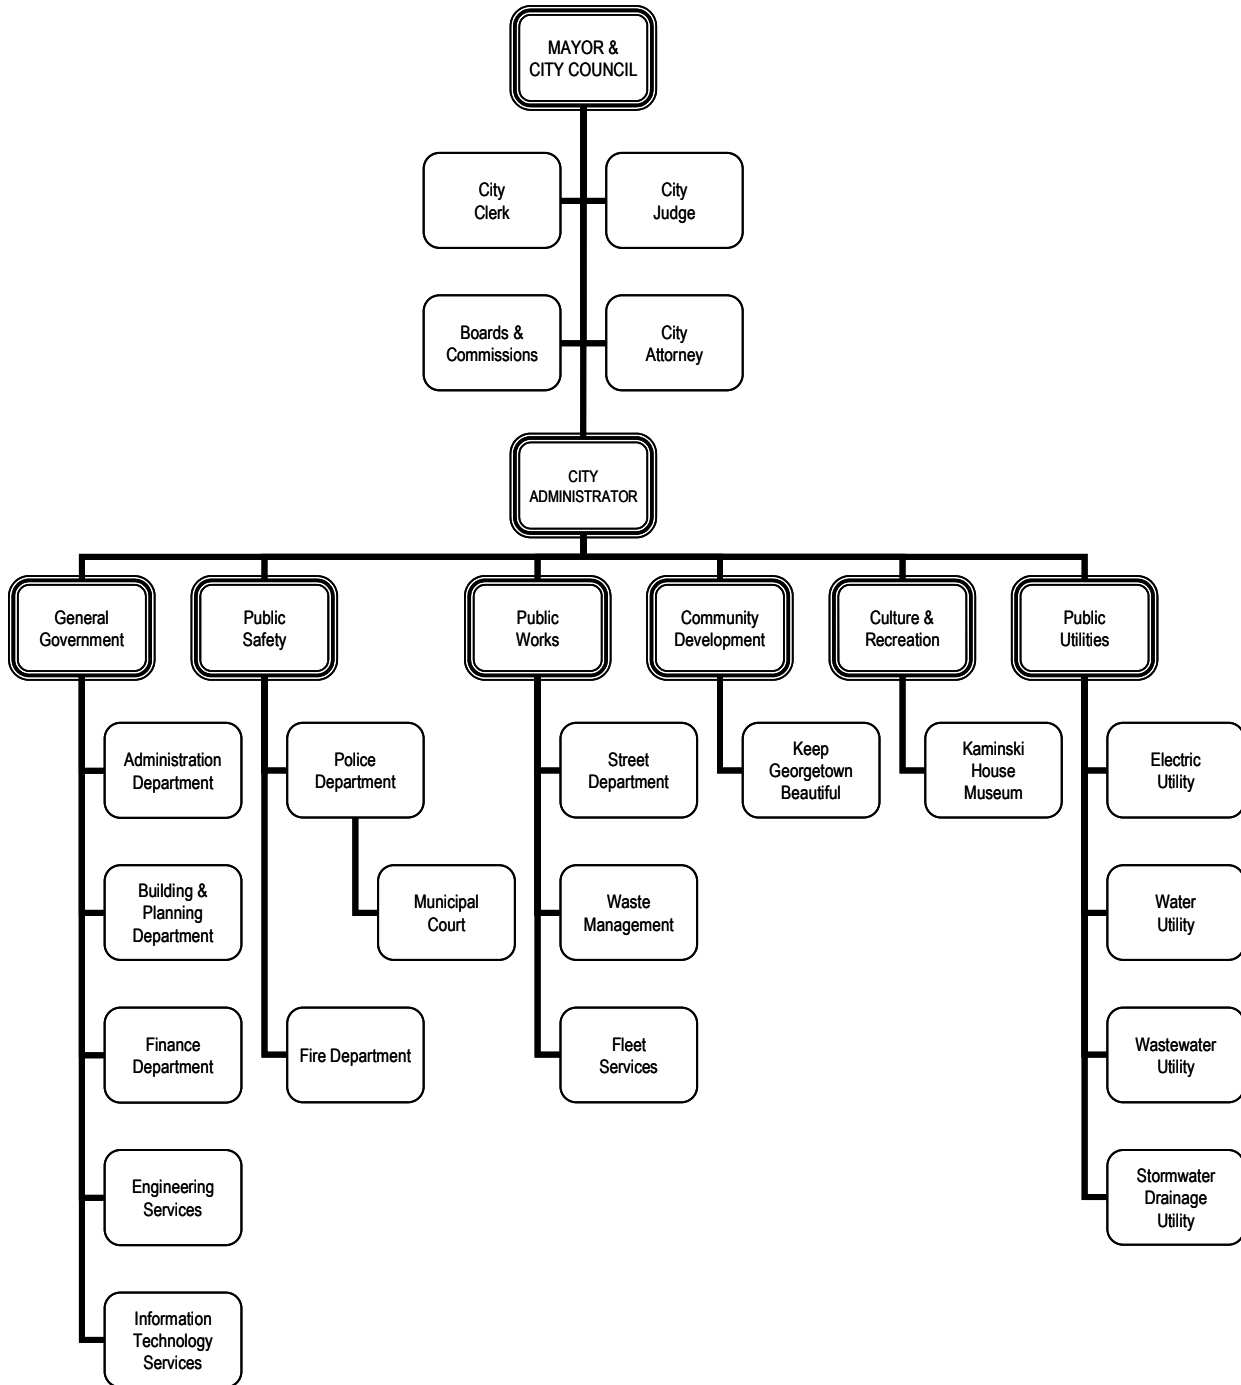 MAYOR &
CITY COUNCIL
City
Clerk
City
Judge
Boards &
Commissions
City
Attorney
CITY
ADMINISTRATOR
General
Government
Public
Safety
Public
Works
Community
Development
Culture &
Recreation
Public
Utilities
Administration
Department
Police
Department
Street
Department
Keep
Georgetown
Beautiful
Kaminski
House
Museum
Electric
Utility
Building &
Planning
Department
Municipal
Court
Waste
Management
Water
Utility
Finance
Department
Fire Department
Fleet
Services
Wastewater
Utility
Engineering
Services
Stormwater
Drainage
Utility
Information
Technology
Services